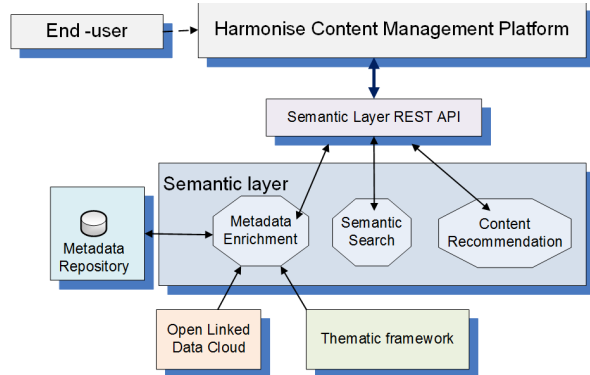 End -user
Harmonise Content Management Platform
Semantic Layer REST API
Semantic layer
Metadata
Enrichment
Semantic
Search
Content
Recommendation
Metadata
Repository
Open Linked
Data Cloud
Thematic framework